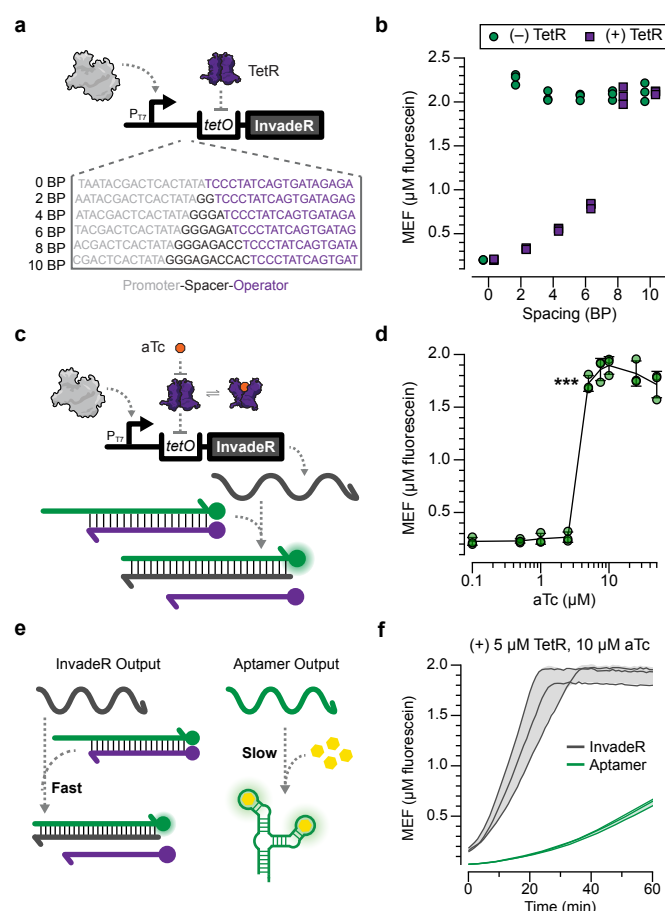 a
TetR
P_T7
tetO
InvadeR
0 BP TAATACGACTCACTATATCCCTATCAGTGATAGAGA
2 BP AATACGACTCACTATAGGTCCCTATCAGTGATAGAG
4 BP ATACGACTCACTATAGGGATCCCTATCAGTGATAGA
6 BP TACGACTCACTATAGGGAGATCCCTATCAGTGATAG
8 BP ACGACTCACTATAGGGAGACCTCCCTATCAGTGATA
10 BP CGACTCACTATAGGGAGACCACTCCCTATCAGTGAT
Promoter-Spacer-Operator
b
(−) TetR (+) TetR
MEF (µM fluorescein)
2.5
2.0
1.5
1.0
0.5
0 2 4 6 8 10
Spacing (BP)
c
aTc
P_T7
tetO
InvadeR
d
MEF (µM fluorescein)
2.0
1.5
1.0
0.5
***
0.1 1 10
aTc (µM)
e
InvadeR Output
Aptamer Output
Fast
Slow
f
(+) 5 µM TetR, 10 µM aTc
MEF (µM fluorescein)
2.0
1.5
1.0
0.5
InvadeR
Aptamer
0 20 40 60
Time (min)